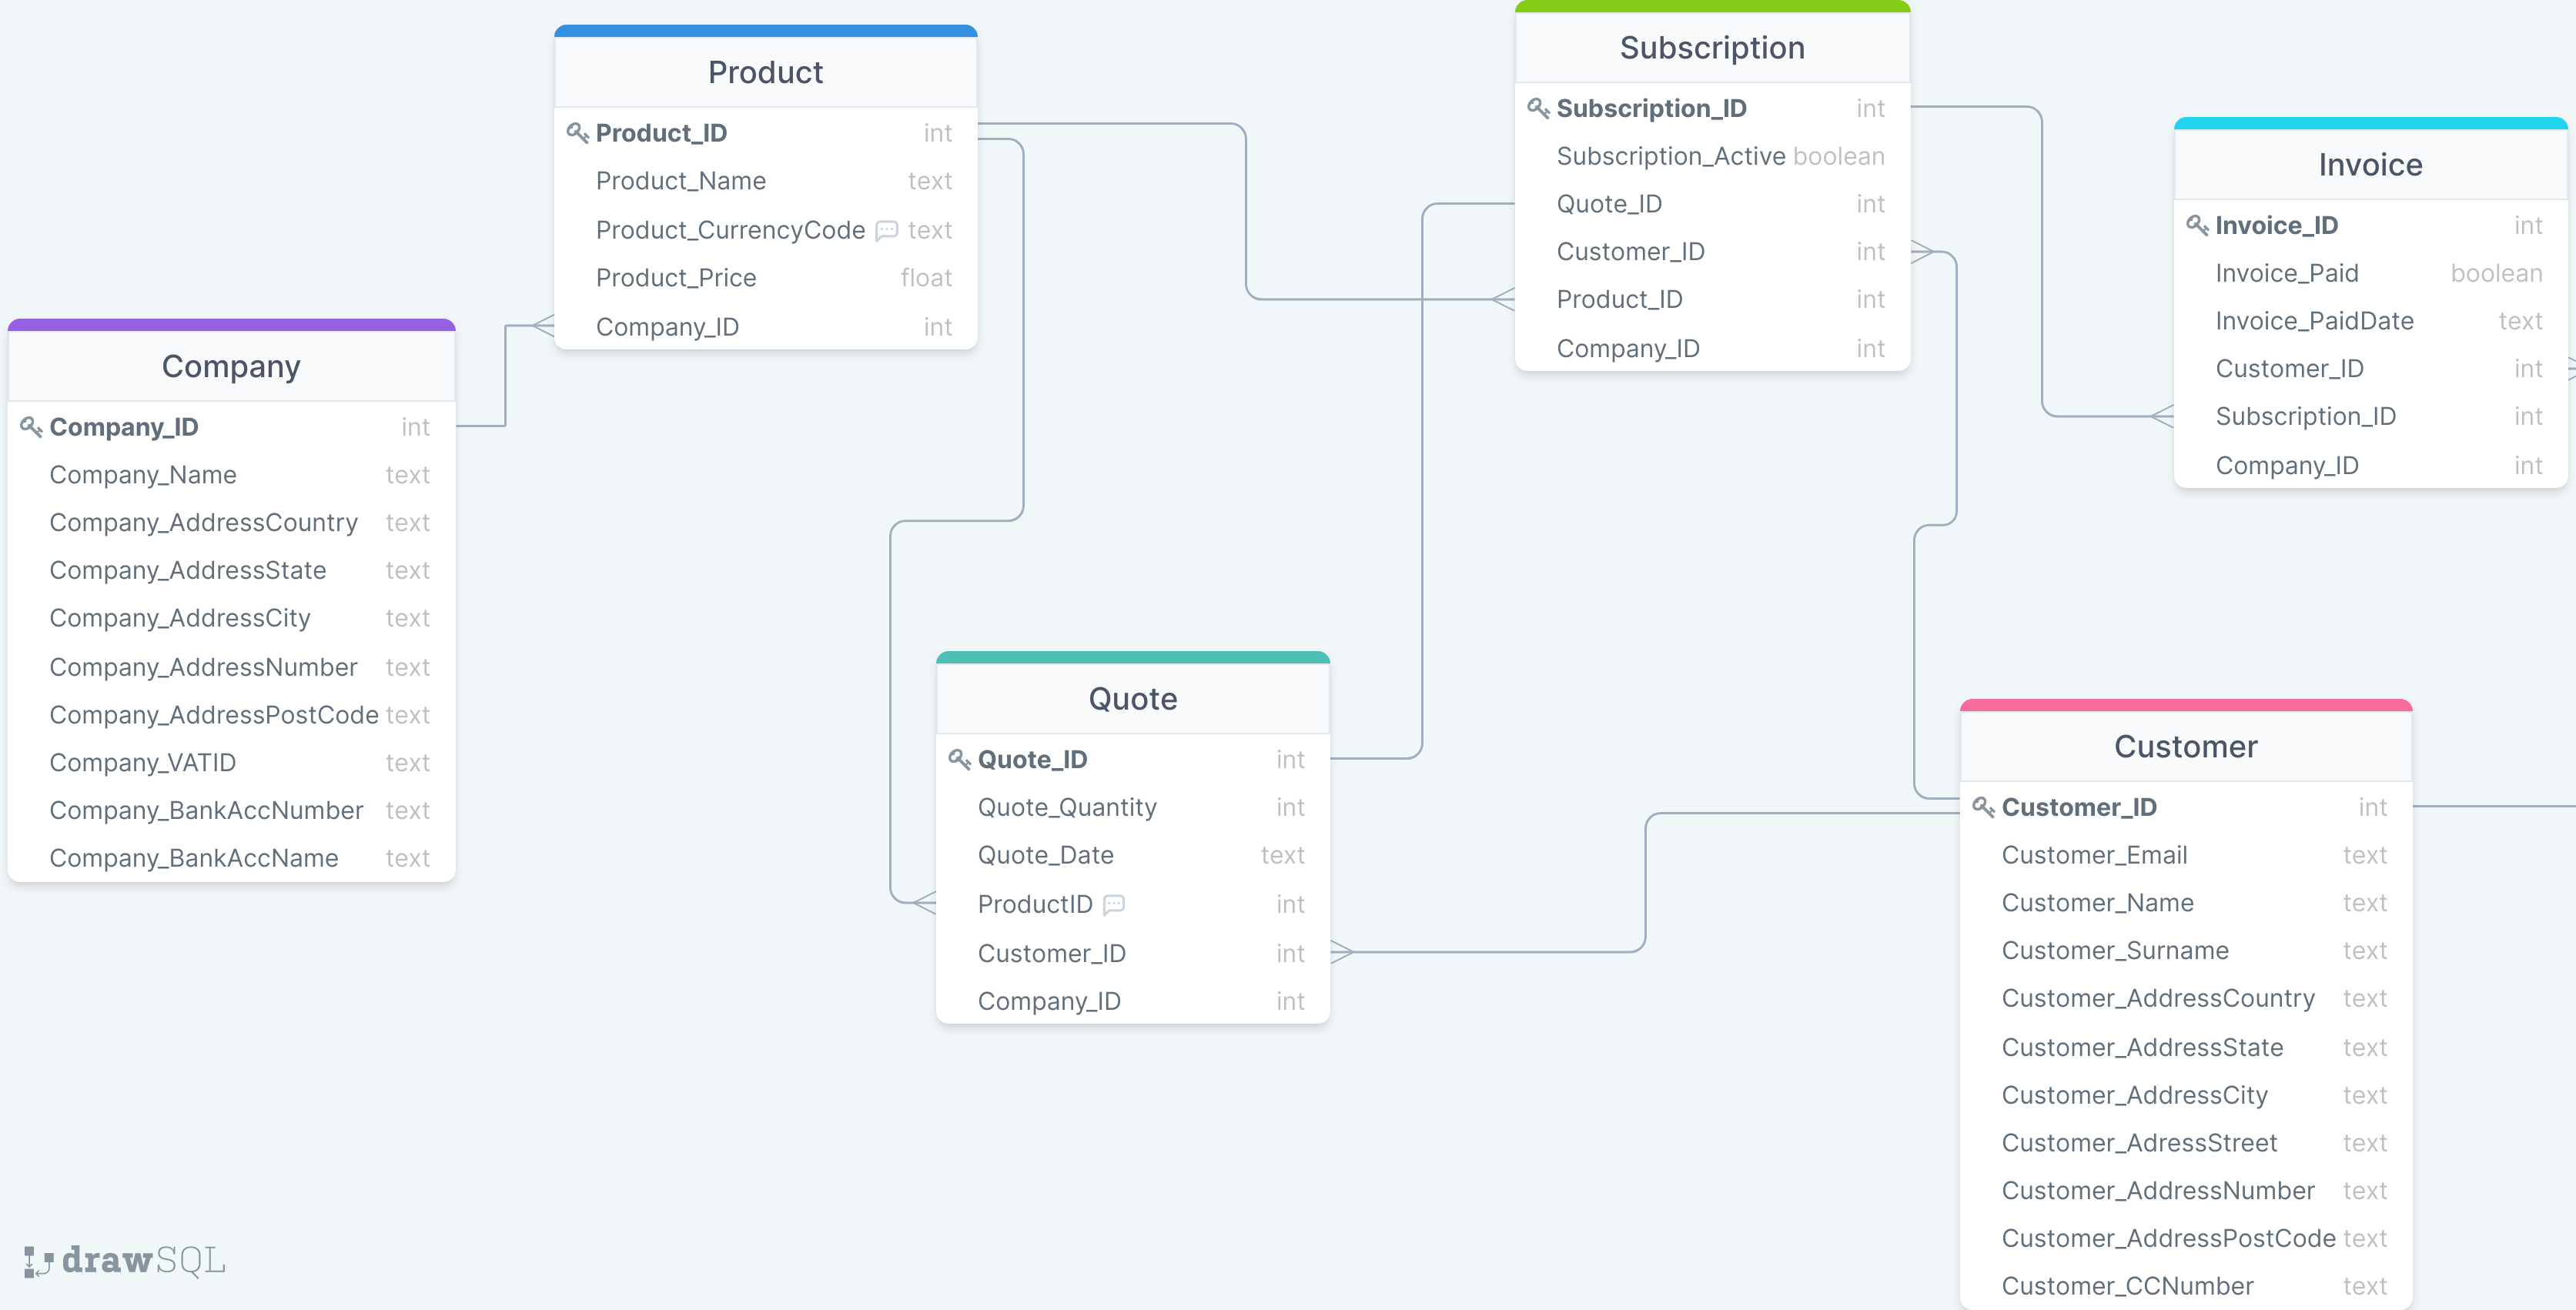 Product
Product_ID int
Product_Name text
Product_CurrencyCode text
Product_Price float
Company_ID int
Subscription
Subscription_ID int
Subscription_Active boolean
Quote_ID int
Customer_ID int
Product_ID int
Company_ID int
Invoice
Invoice_ID int
Invoice_Paid boolean
Invoice_PaidDate text
Customer_ID int
Subscription_ID int
Company_ID int
Company
Company_ID int
Company_Name text
Company_AddressCountry text
Company_AddressState text
Company_AddressCity text
Company_AddressNumber text
Company_AddressPostCode text
Company_VATID text
Company_BankAccNumber text
Company_BankAccName text
Quote
Quote_ID int
Quote_Quantity int
Quote_Date text
ProductID int
Customer_ID int
Company_ID int
Customer
Customer_ID int
Customer_Email text
Customer_Name text
Customer_Surname text
Customer_AddressCountry text
Customer_AddressState text
Customer_AddressCity text
Customer_AdressStreet text
Customer_AddressNumber text
Customer_AddressPostCode text
Customer_CCNumber text
drawSQL